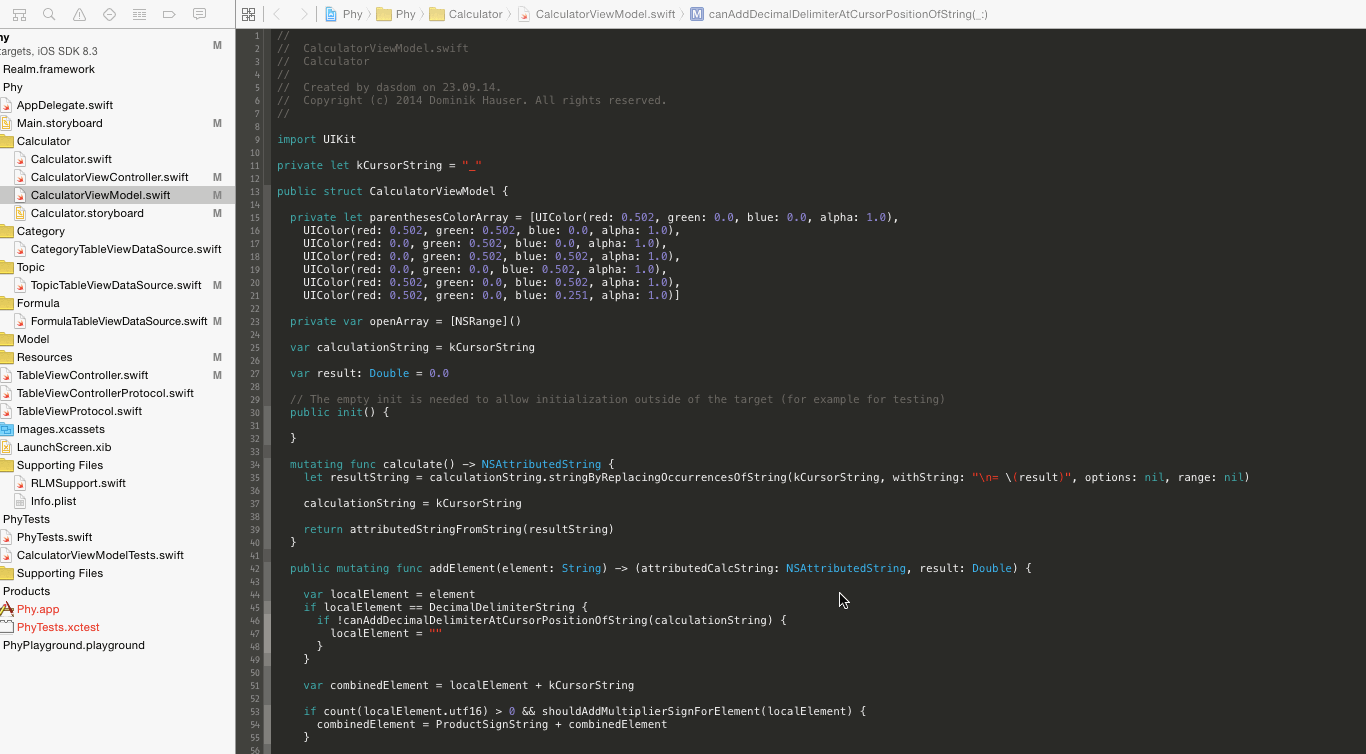 Phy
Phy
Calculator
CalculatorViewModel.swift
canAddDecimalDelimiterAtCursorPositionOfString(_:)
hy
M
targets, iOS SDK 8.3
Realm.framework
Phy
AppDelegate.swift
Main.storyboard M
Calculator
Calculator.swift
CalculatorViewController.swift M
CalculatorViewModel.swift M
Calculator.storyboard M
Category
CategoryTableViewDataSource.swift
Topic
TopicTableViewDataSource.swift M
Formula
FormulaTableViewDataSource.swift M
Model
Resources M
TableViewController.swift M
TableViewControllerProtocol.swift
TableViewProtocol.swift
Images.xcassets
LaunchScreen.xib
Supporting Files
RLMSupport.swift
Info.plist
PhyTests
PhyTests.swift
CalculatorViewModelTests.swift
Supporting Files
Products
Phy.app
PhyTests.xctest
PhyPlayground.playground
1 //
2 //  CalculatorViewModel.swift
3 //  Calculator
4 //
5 //  Created by dasdom on 23.09.14.
6 //  Copyright (c) 2014 Dominik Hauser. All rights reserved.
7 //
8
9 import UIKit
10
11 private let kCursorString = "_"
12
13 public struct CalculatorViewModel {
14
15   private let parenthesesColorArray = [UIColor(red: 0.502, green: 0.0, blue: 0.0, alpha: 1.0),
16     UIColor(red: 0.502, green: 0.502, blue: 0.0, alpha: 1.0),
17     UIColor(red: 0.0, green: 0.502, blue: 0.0, alpha: 1.0),
18     UIColor(red: 0.0, green: 0.502, blue: 0.502, alpha: 1.0),
19     UIColor(red: 0.0, green: 0.0, blue: 0.502, alpha: 1.0),
20     UIColor(red: 0.502, green: 0.0, blue: 0.502, alpha: 1.0),
21     UIColor(red: 0.502, green: 0.0, blue: 0.251, alpha: 1.0)]
22
23   private var openArray = [NSRange]()
24
25   var calculationString = kCursorString
26
27   var result: Double = 0.0
28
29   // The empty init is needed to allow initialization outside of the target (for example for testing)
30   public init() {
31
32   }
33
34   mutating func calculate() -> NSAttributedString {
35     let resultString = calculationString.stringByReplacingOccurrencesOfString(kCursorString, withString: "\n= \(result)", options: nil, range: nil)
36
37     calculationString = kCursorString
38
39     return attributedStringFromString(resultString)
40   }
41
42   public mutating func addElement(element: String) -> (attributedCalcString: NSAttributedString, result: Double) {
43
44     var localElement = element
45     if localElement == DecimalDelimiterString {
46       if !canAddDecimalDelimiterAtCursorPositionOfString(calculationString) {
47         localElement = ""
48       }
49     }
50
51     var combinedElement = localElement + kCursorString
52
53     if count(localElement.utf16) > 0 && shouldAddMultiplierSignForElement(localElement) {
54       combinedElement = ProductSignString + combinedElement
55     }
56